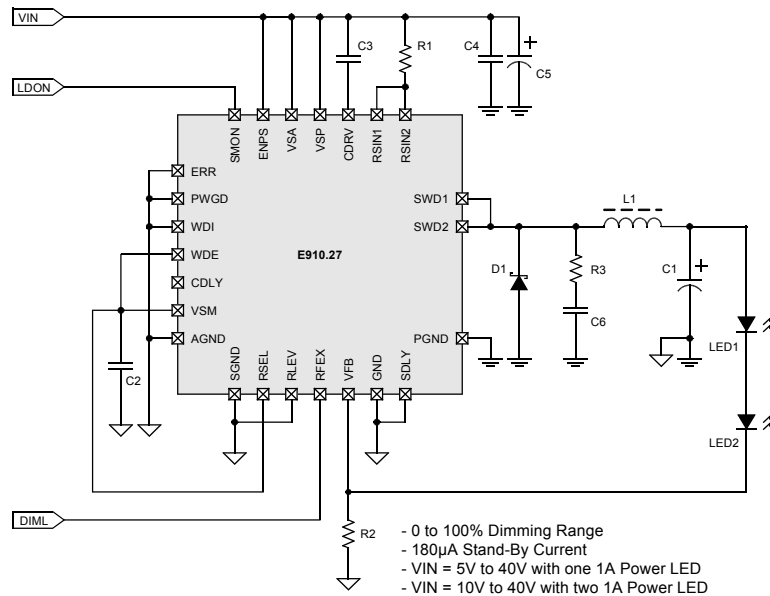 VIN
C3
R1
C4
+
C5
LDON
SMON
ENPS
VSA
VSP
CDRV
RSIN1
RSIN2
ERR
PWGD
WDI
WDE
CDLY
VSM
AGND
E910.27
SWD1
SWD2
PGND
L1
D1
R3
C6
C1
+
LED1
LED2
C2
SGND
RSEL
RLEV
RFEX
VFB
GND
SDLY
DIML
R2
- 0 to 100% Dimming Range
- 180µA Stand-By Current
- VIN = 5V to 40V with one 1A Power LED
- VIN = 10V to 40V with two 1A Power LED